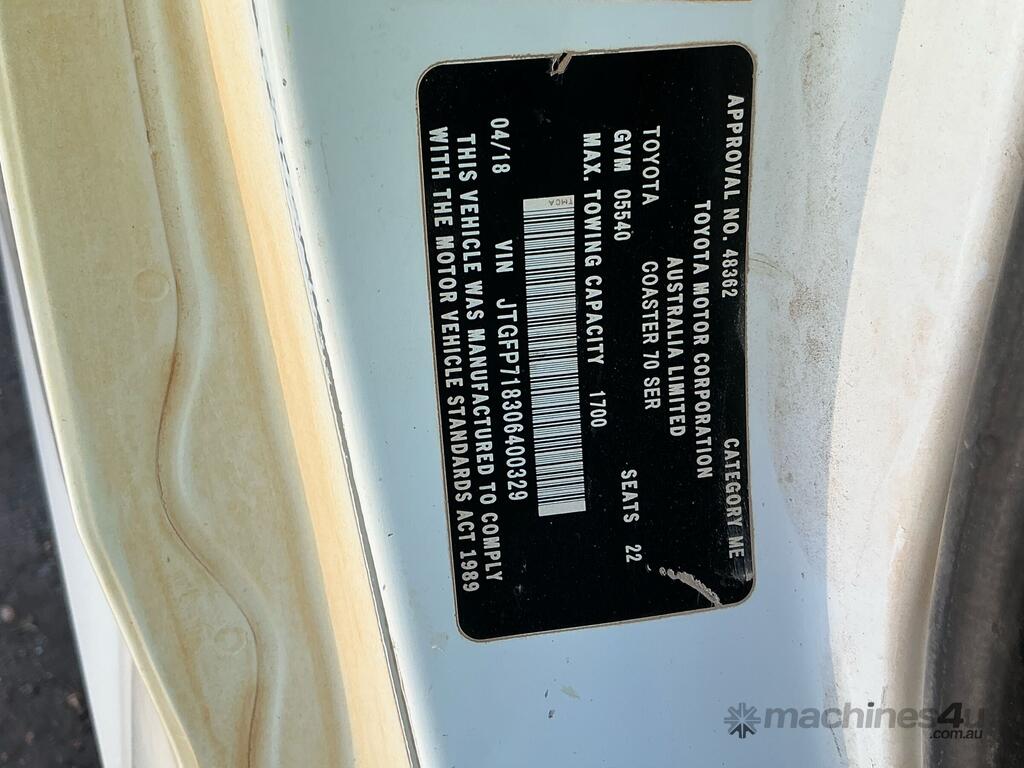 APPROVAL NO. 48362 CATEGORY ME
TOYOTA MOTOR CORPORATION
AUSTRALIA LIMITED
TOYOTA COASTER 70 SER
GVM 05540 SEATS 22
MAX. TOWING CAPACITY 1700
TMCA
04/18 VIN JTGFP718306400329
THIS VEHICLE WAS MANUFACTURED TO COMPLY
WITH THE MOTOR VEHICLE STANDARDS ACT 1989
machines4u
.com.au